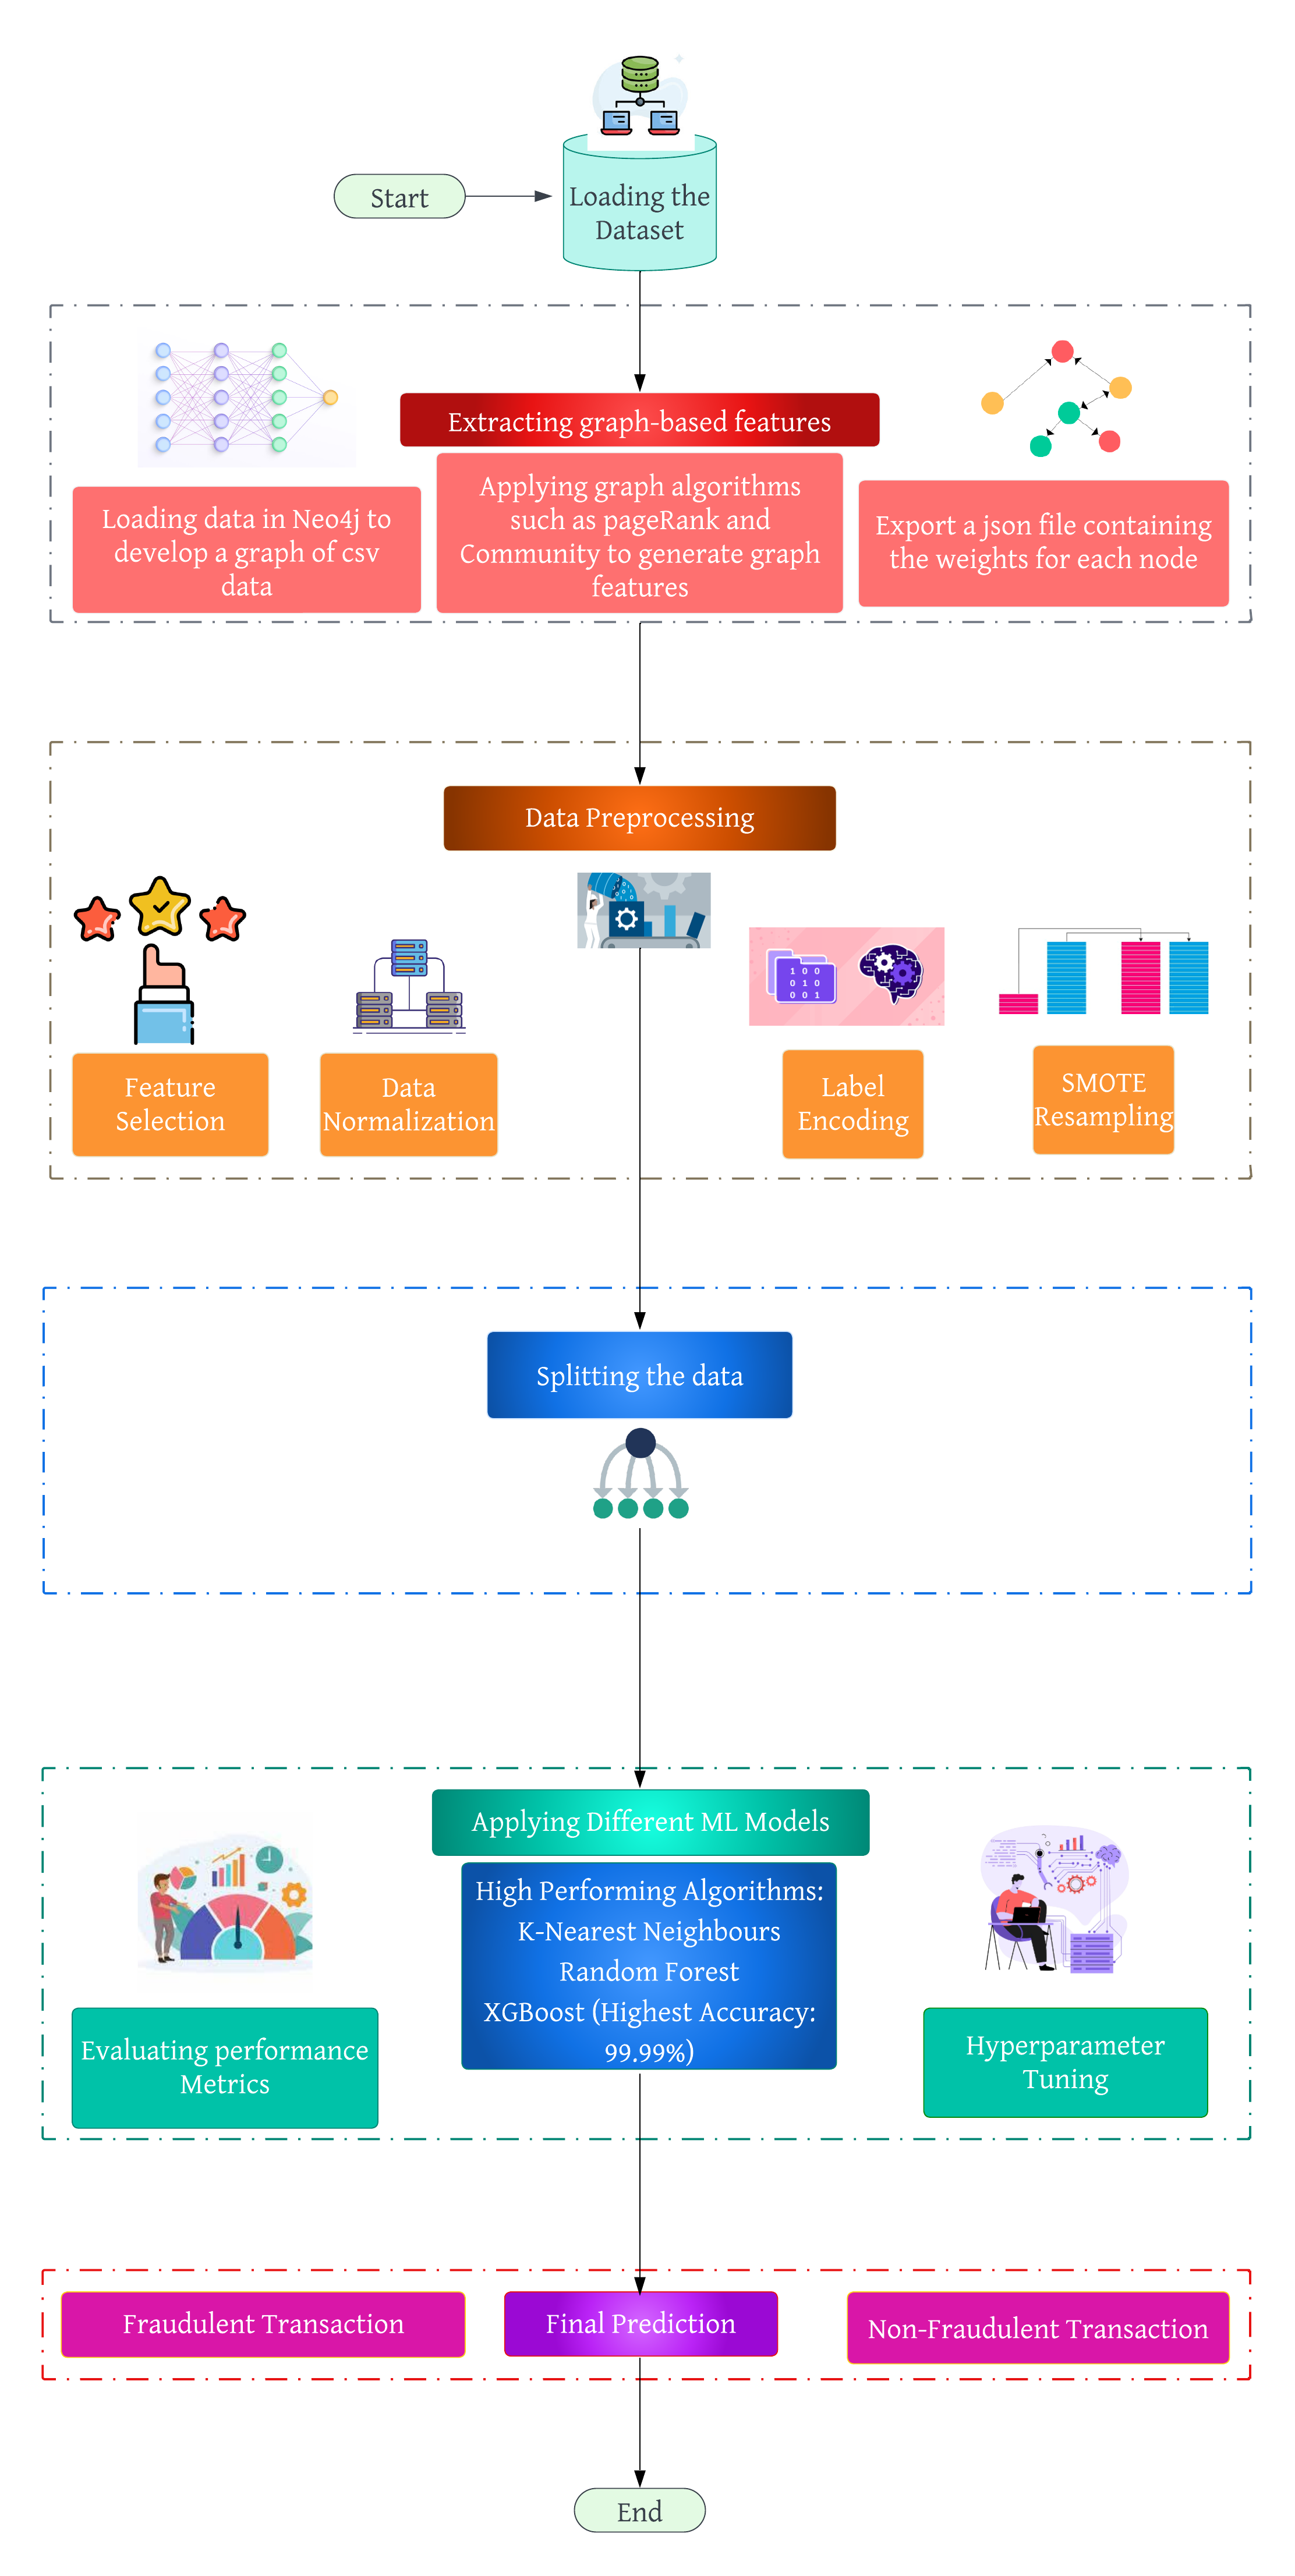 Start
Loading the
Dataset
Extracting graph-based features
Loading data in Neo4j to
develop a graph of csv
data
Applying graph algorithms
such as pageRank and
Community to generate graph
features
Export a json file containing
the weights for each node
Data Preprocessing
1 0 0
0 1 0
0 0 1
Feature
Selection
Data
Normalization
Label
Encoding
SMOTE
Resampling
Splitting the data
Applying Different ML Models
High Performing Algorithms:
K-Nearest Neighbours
Random Forest
XGBoost (Highest Accuracy:
99.99%)
Evaluating performance
Metrics
Hyperparameter
Tuning
Fraudulent Transaction
Final Prediction
Non-Fraudulent Transaction
End